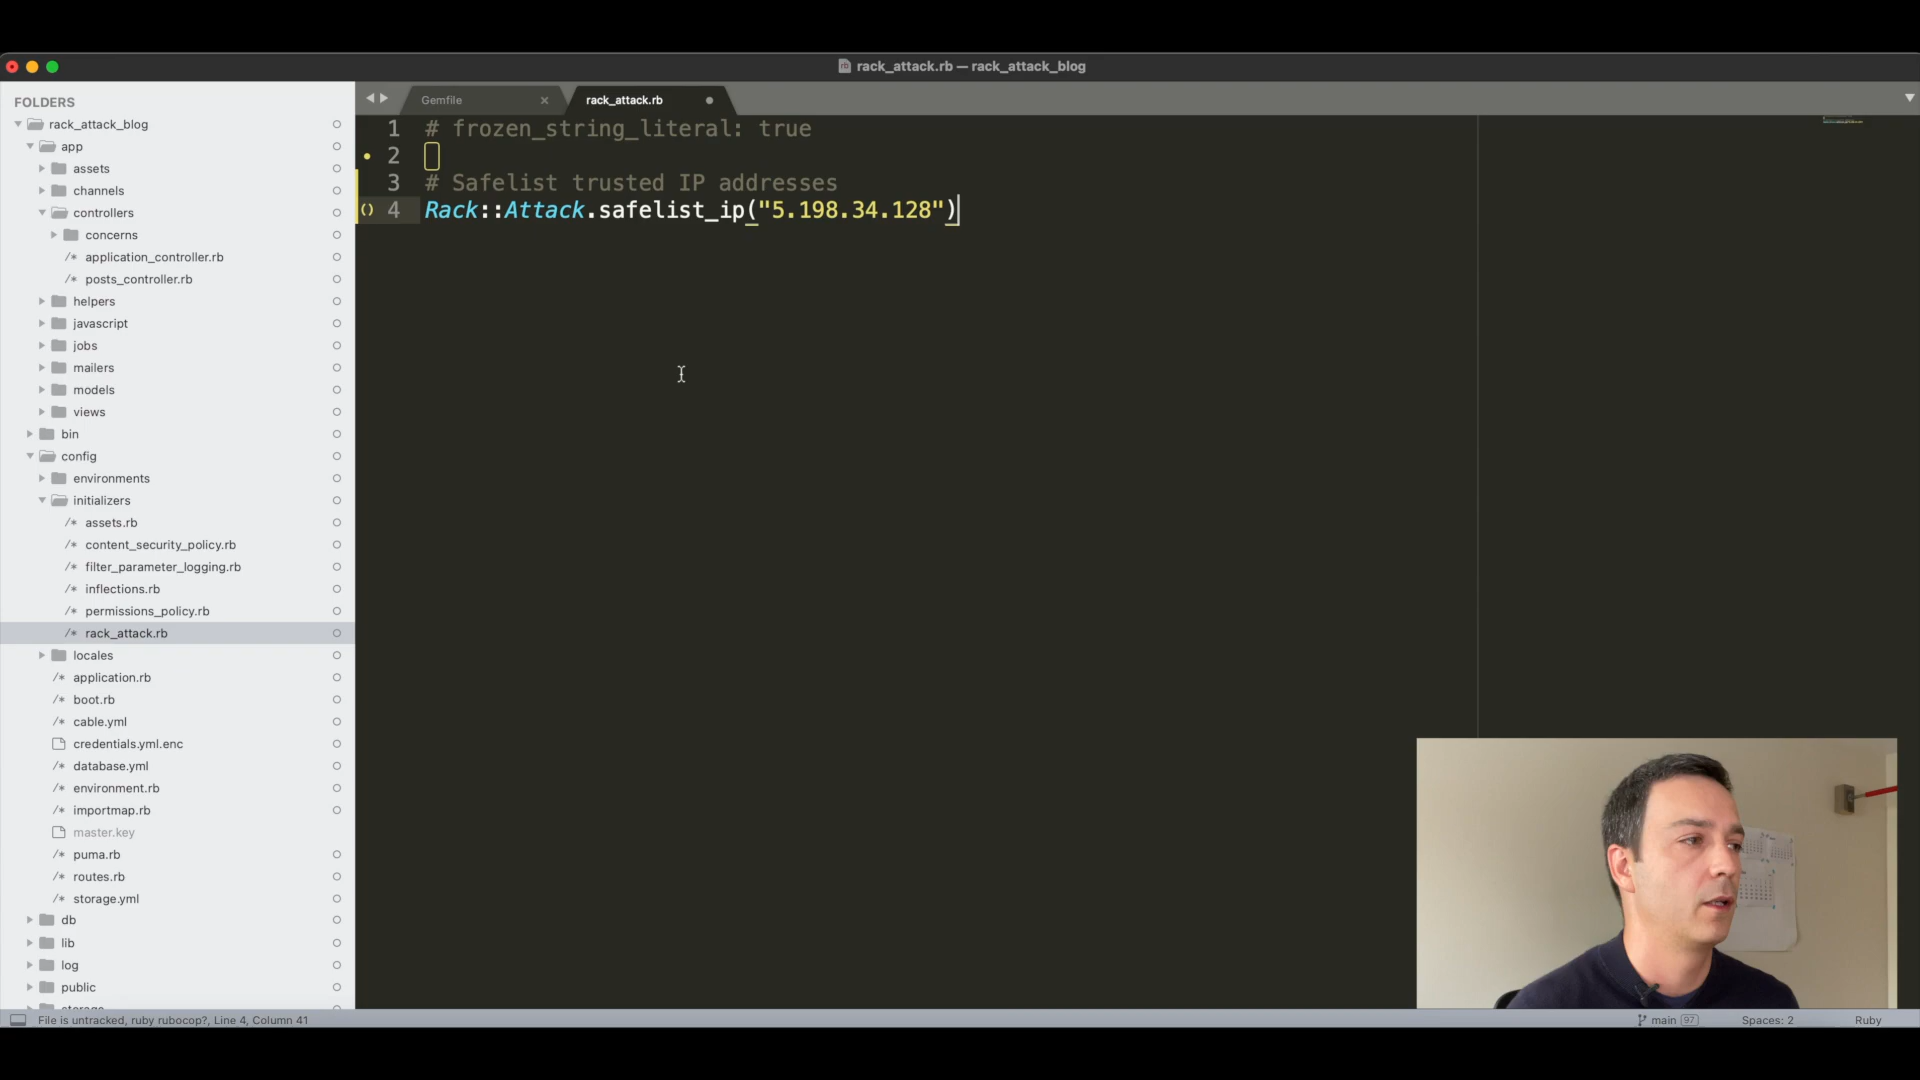 rack_attack.rb — rack_attack_blog
FOLDERS
rack_attack_blog
app
assets
channels
controllers
concerns
/* application_controller.rb
/* posts_controller.rb
helpers
javascript
jobs
mailers
models
views
bin
config
environments
initializers
/* assets.rb
/* content_security_policy.rb
/* filter_parameter_logging.rb
/* inflections.rb
/* permissions_policy.rb
/* rack_attack.rb
locales
/* application.rb
/* boot.rb
/* cable.yml
credentials.yml.enc
/* database.yml
/* environment.rb
/* importmap.rb
master.key
/* puma.rb
/* routes.rb
/* storage.yml
db
lib
log
public
storage
Gemfile
rack_attack.rb
1 # frozen_string_literal: true
2
3 # Safelist trusted IP addresses
4 Rack::Attack.safelist_ip("5.198.34.128")
File is untracked, ruby rubocop?, Line 4, Column 41
main 97
Spaces: 2
Ruby